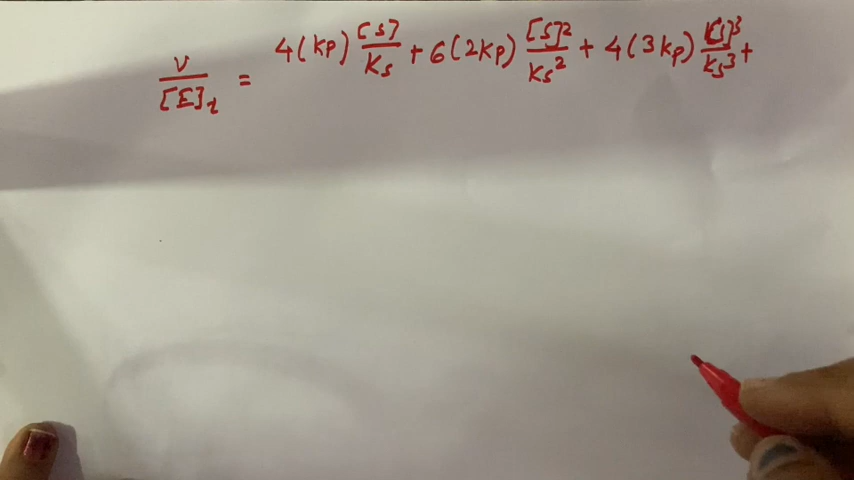 v/[E]t = 4(kp) [S]/Ks + 6(2kp) [S]²/Ks² + 4(3kp) [S]³/Ks³ +